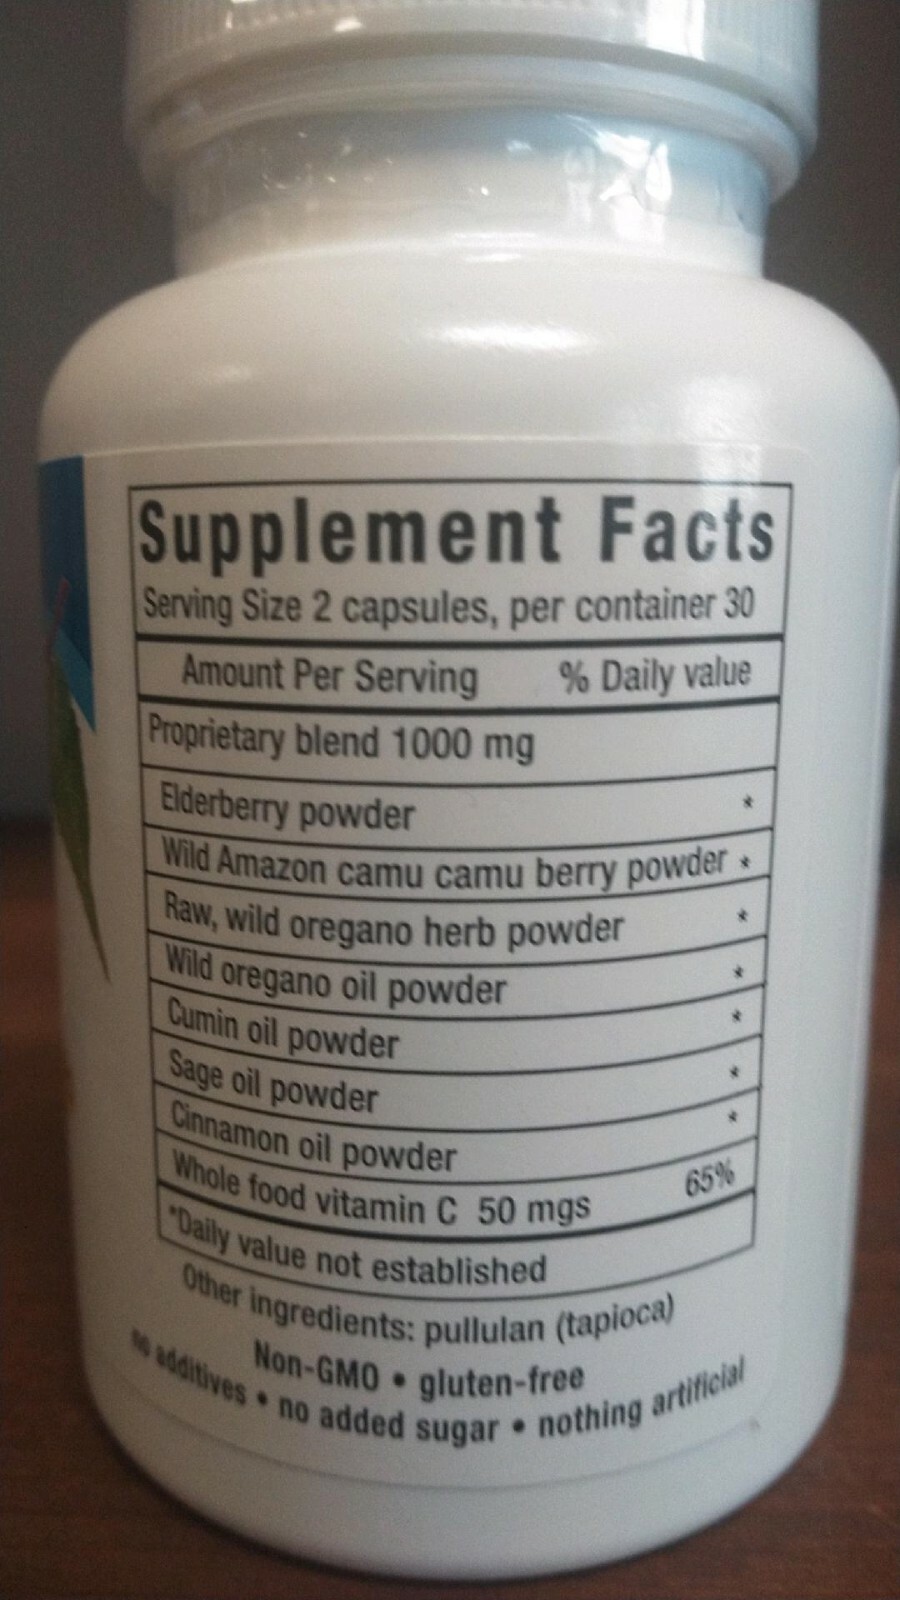 Supplement Facts
Serving Size 2 capsules, per container 30
Amount Per Serving % Daily value
Proprietary blend 1000 mg
Elderberry powder *
Wild Amazon camu camu berry powder *
Raw, wild oregano herb powder *
Wild oregano oil powder *
Cumin oil powder *
Sage oil powder *
Cinnamon oil powder *
Whole food vitamin C 50 mgs 65%
*Daily value not established
Other ingredients: pullulan (tapioca)
Non-GMO • gluten-free
no additives • no added sugar • nothing artificial